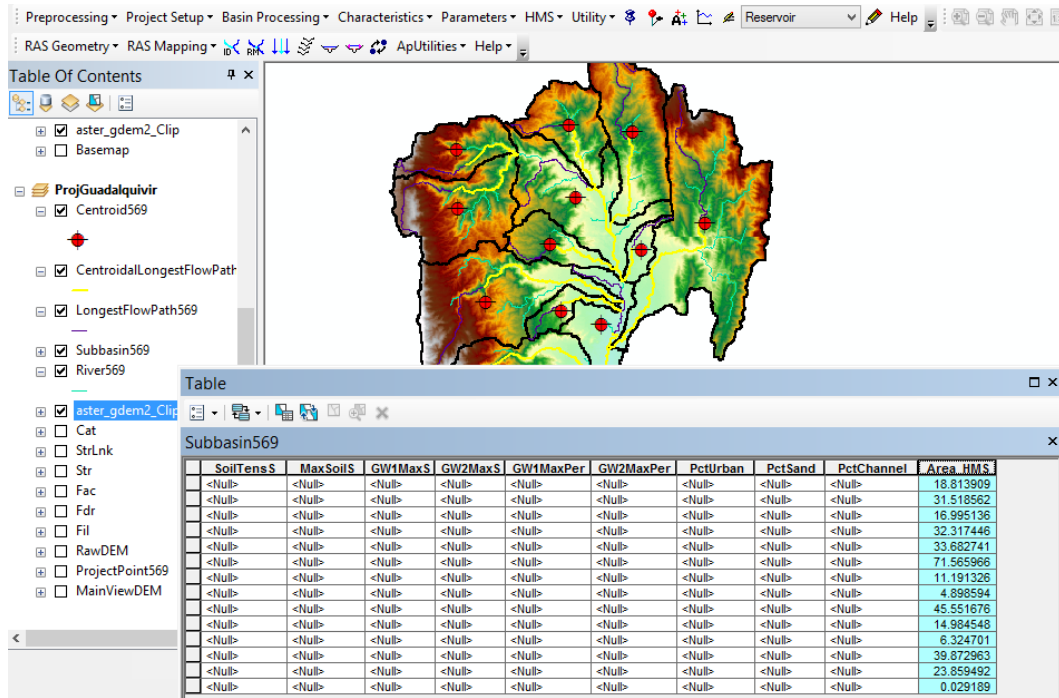 Preprocessing Project Setup Basin Processing Characteristics Parameters HMS Utility Reservoir Help
RAS Geometry RAS Mapping ID RM ApUtilities Help
Table Of Contents
aster_gdem2_Clip
Basemap
ProjGuadalquivir
Centroid569
CentroidalLongestFlowPath
LongestFlowPath569
Subbasin569
River569
aster_gdem2_Clip
Cat
StrLnk
Str
Fac
Fdr
Fil
RawDEM
ProjectPoint569
MainViewDEM
Table
Subbasin569
SoilTensS MaxSoilS GW1MaxS GW2MaxS GW1MaxPer GW2MaxPer PctUrban PctSand PctChannel Area_HMS
<Null> <Null> <Null> <Null> <Null> <Null> <Null> <Null> <Null> 18.813909
<Null> <Null> <Null> <Null> <Null> <Null> <Null> <Null> <Null> 31.518562
<Null> <Null> <Null> <Null> <Null> <Null> <Null> <Null> <Null> 16.995136
<Null> <Null> <Null> <Null> <Null> <Null> <Null> <Null> <Null> 32.317446
<Null> <Null> <Null> <Null> <Null> <Null> <Null> <Null> <Null> 33.682741
<Null> <Null> <Null> <Null> <Null> <Null> <Null> <Null> <Null> 71.565966
<Null> <Null> <Null> <Null> <Null> <Null> <Null> <Null> <Null> 11.191326
<Null> <Null> <Null> <Null> <Null> <Null> <Null> <Null> <Null> 4.898594
<Null> <Null> <Null> <Null> <Null> <Null> <Null> <Null> <Null> 45.551676
<Null> <Null> <Null> <Null> <Null> <Null> <Null> <Null> <Null> 14.984548
<Null> <Null> <Null> <Null> <Null> <Null> <Null> <Null> <Null> 6.324701
<Null> <Null> <Null> <Null> <Null> <Null> <Null> <Null> <Null> 39.872963
<Null> <Null> <Null> <Null> <Null> <Null> <Null> <Null> <Null> 23.859492
<Null> <Null> <Null> <Null> <Null> <Null> <Null> <Null> <Null> 0.029189